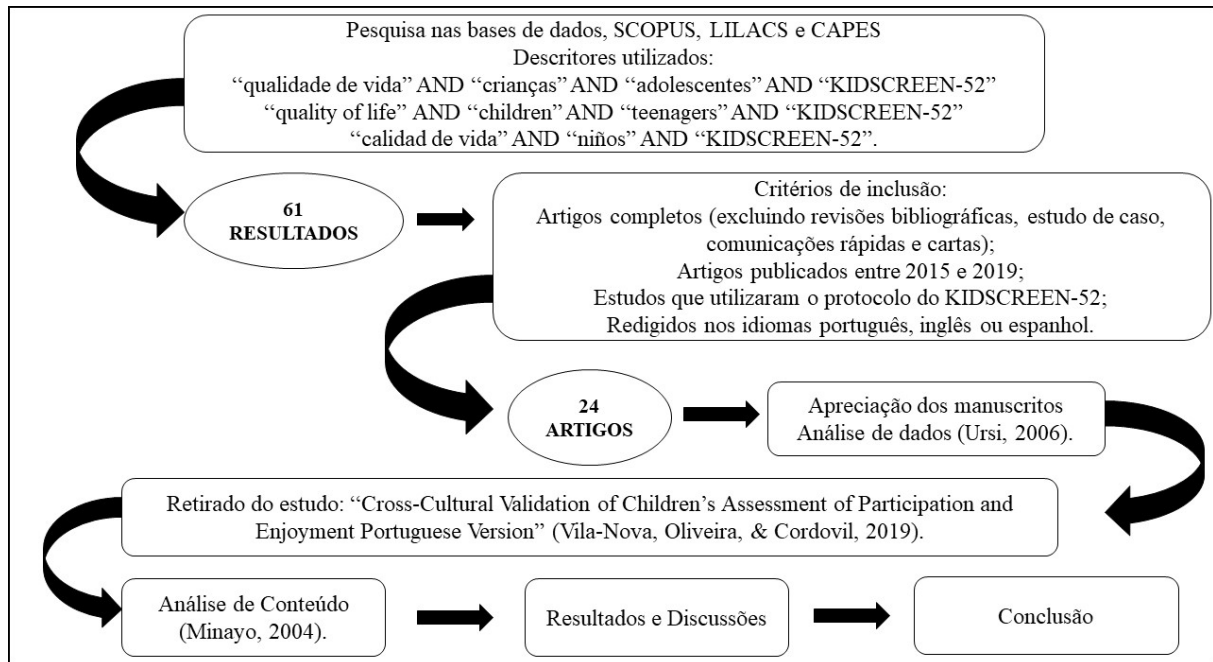 Pesquisa nas bases de dados, SCOPUS, LILACS e CAPES
Descritores utilizados:
“qualidade de vida” AND “crianças” AND “adolescentes” AND “KIDSCREEN-52”
“quality of life” AND “children” AND “teenagers” AND “KIDSCREEN-52”
“calidad de vida” AND “niños” AND “KIDSCREEN-52”.
61
RESULTADOS
Critérios de inclusão:
Artigos completos (excluindo revisões bibliográficas, estudo de caso,
comunicações rápidas e cartas);
Artigos publicados entre 2015 e 2019;
Estudos que utilizaram o protocolo do KIDSCREEN-52;
Redigidos nos idiomas português, inglês ou espanhol.
24
ARTIGOS
Apreciação dos manuscritos
Análise de dados (Ursi, 2006).
Retirado do estudo: “Cross-Cultural Validation of Children’s Assessment of Participation and
Enjoyment Portuguese Version” (Vila-Nova, Oliveira, & Cordovil, 2019).
Análise de Conteúdo
(Minayo, 2004).
Resultados e Discussões
Conclusão